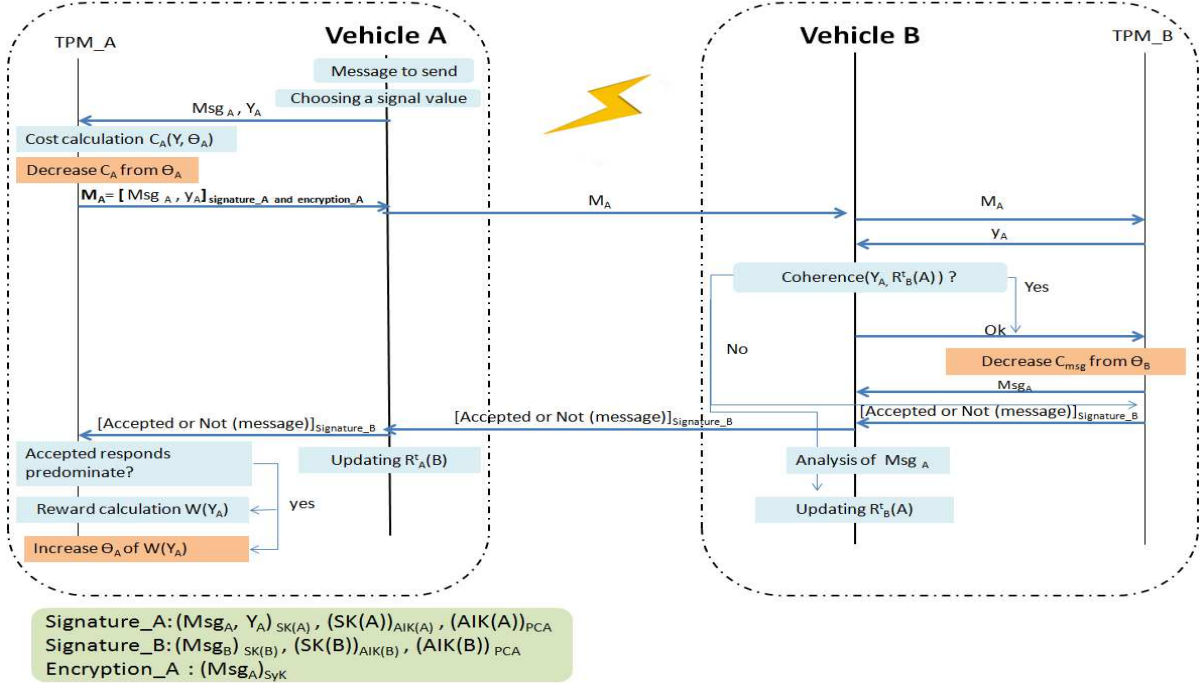 Vehicle A
Vehicle B
TPM_A
TPM_B
Message to send
Choosing a signal value
Msg A , YA
Cost calculation CA(Y, ϴA)
Decrease CA from ϴA
MA= [ Msg A , yA]signature_A and encryption_A
MA
MA
yA
Coherence(YA, RtB(A) ) ?
Yes
Ok
No
Decrease Cmsg from ϴB
MsgA
[Accepted or Not (message)]Signature_B
[Accepted or Not (message)]Signature_B
[Accepted or Not (message)]Signature_B
Accepted responds
predominate?
Updating RtA(B)
Analysis of Msg A
Reward calculation W(YA)
yes
Updating RtB(A)
Increase ϴA of W(YA)
Signature_A: (MsgA, YA) SK(A) , (SK(A))AIK(A) , (AIK(A))PCA
Signature_B: (MsgB) SK(B), (SK(B))AIK(B) , (AIK(B)) PCA
Encryption_A : (MsgA)SyK